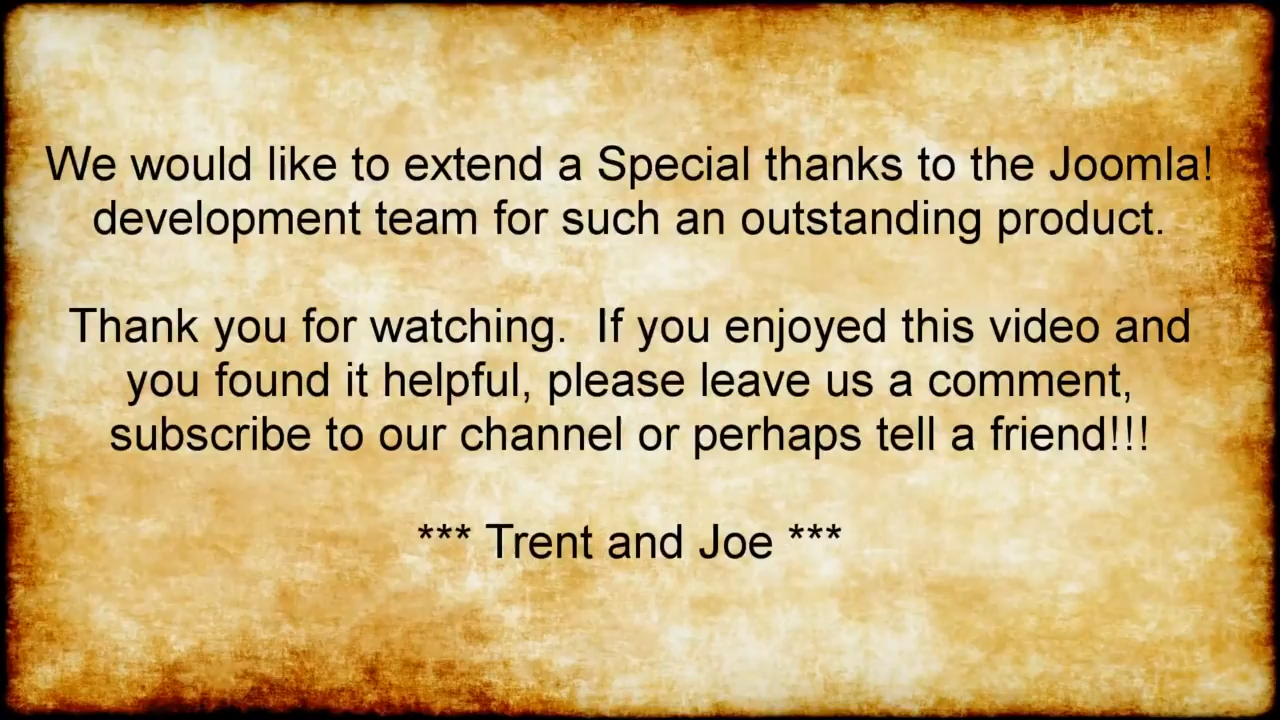 We would like to extend a Special thanks to the Joomla!
development team for such an outstanding product.
Thank you for watching.  If you enjoyed this video and
you found it helpful, please leave us a comment,
subscribe to our channel or perhaps tell a friend!!!
*** Trent and Joe ***